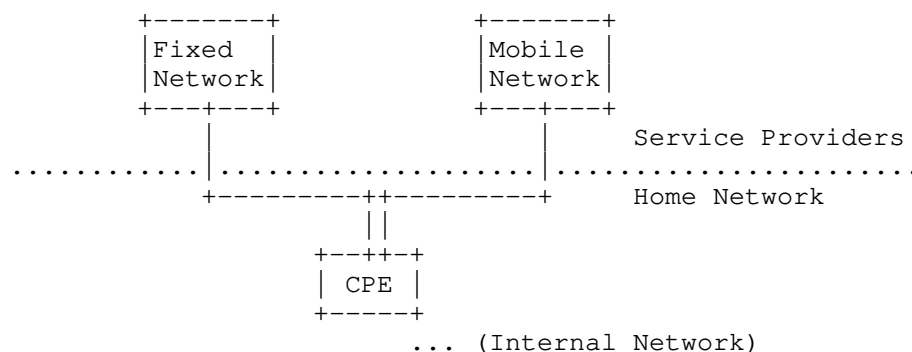 Fixed Mobile
Network Network
Service Providers
Home Network
CPE
... (Internal Network)